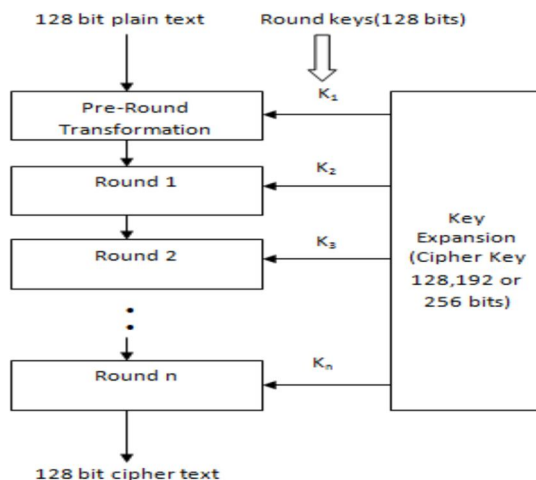 128 bit plain text
Round keys(128 bits)
K₁
Pre-Round
Transformation
K₂
Round 1
K₃
Round 2
Key
Expansion
(Cipher Key
128,192 or
256 bits)
Kₙ
Round n
128 bit cipher text